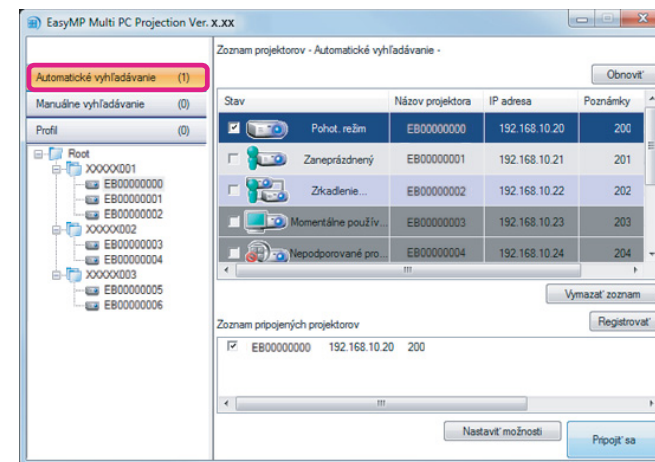 EasyMP Multi PC Projection Ver. x.xx
Zoznam projektorov - Automatické vyhľadávanie -
Automatické vyhľadávanie (1)
Obnoviť
Manuálne vyhľadávanie (0)
Profil (0)
Stav Názov projektora IP adresa Poznámky
Pohot. režim EB00000000 192.168.10.20 200
Zaneprázdnený EB00000001 192.168.10.21 201
Zrkadlenie... EB00000002 192.168.10.22 202
Momentálne použív... EB00000003 192.168.10.23 203
Nepodporované pro... EB00000004 192.168.10.24 204
Root
XXXXX001
EB00000000
EB00000001
EB00000002
XXXXX002
EB00000003
EB00000004
XXXXX003
EB00000005
EB00000006
Vymazať zoznam
Zoznam pripojených projektorov
Registrovať
EB00000000 192.168.10.20 200
Nastaviť možnosti
Pripojiť sa